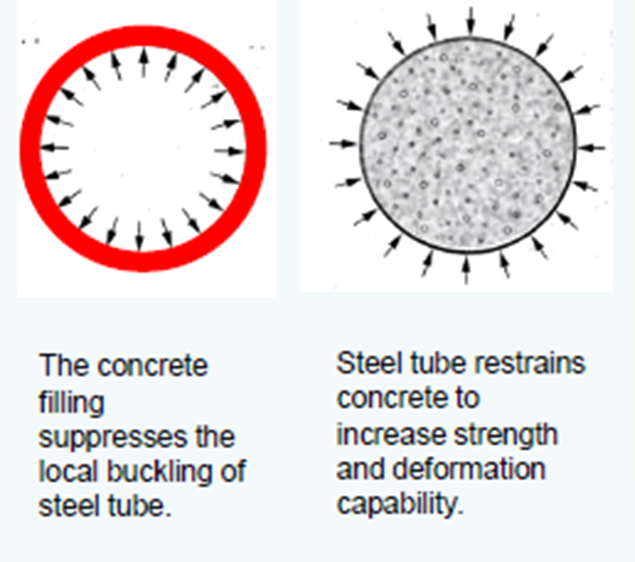 The concrete
filling
suppresses the
local buckling of
steel tube.
Steel tube restrains
concrete to
increase strength
and deformation
capability.